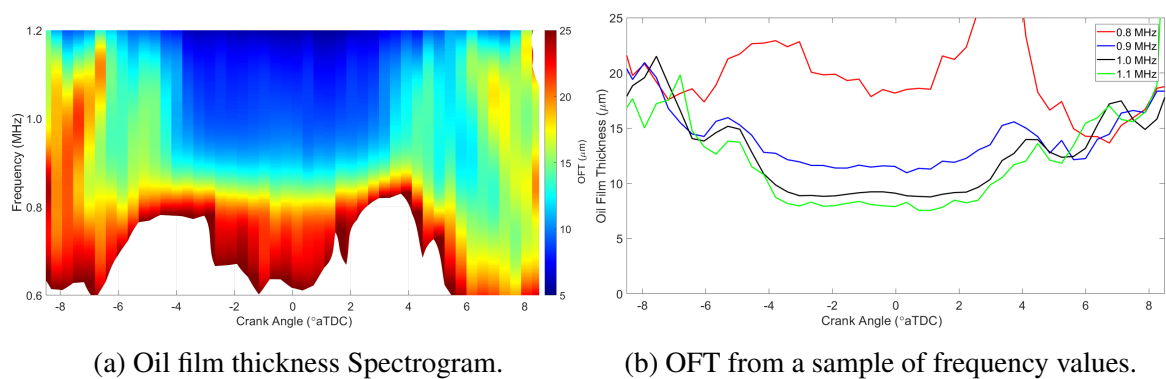 1.2
1.0
0.8
0.6
Frequency (MHz)
-8 -6 -4 -2 0 2 4 6 8
Crank Angle (°aTDC)
25
20
15
10
5
OFT (μm)
25
20
15
10
5
0
Oil Film Thickness (μm)
-8 -6 -4 -2 0 2 4 6 8
Crank Angle (°aTDC)
0.8 MHz
0.9 MHz
1.0 MHz
1.1 MHz
(a) Oil film thickness Spectrogram.
(b) OFT from a sample of frequency values.